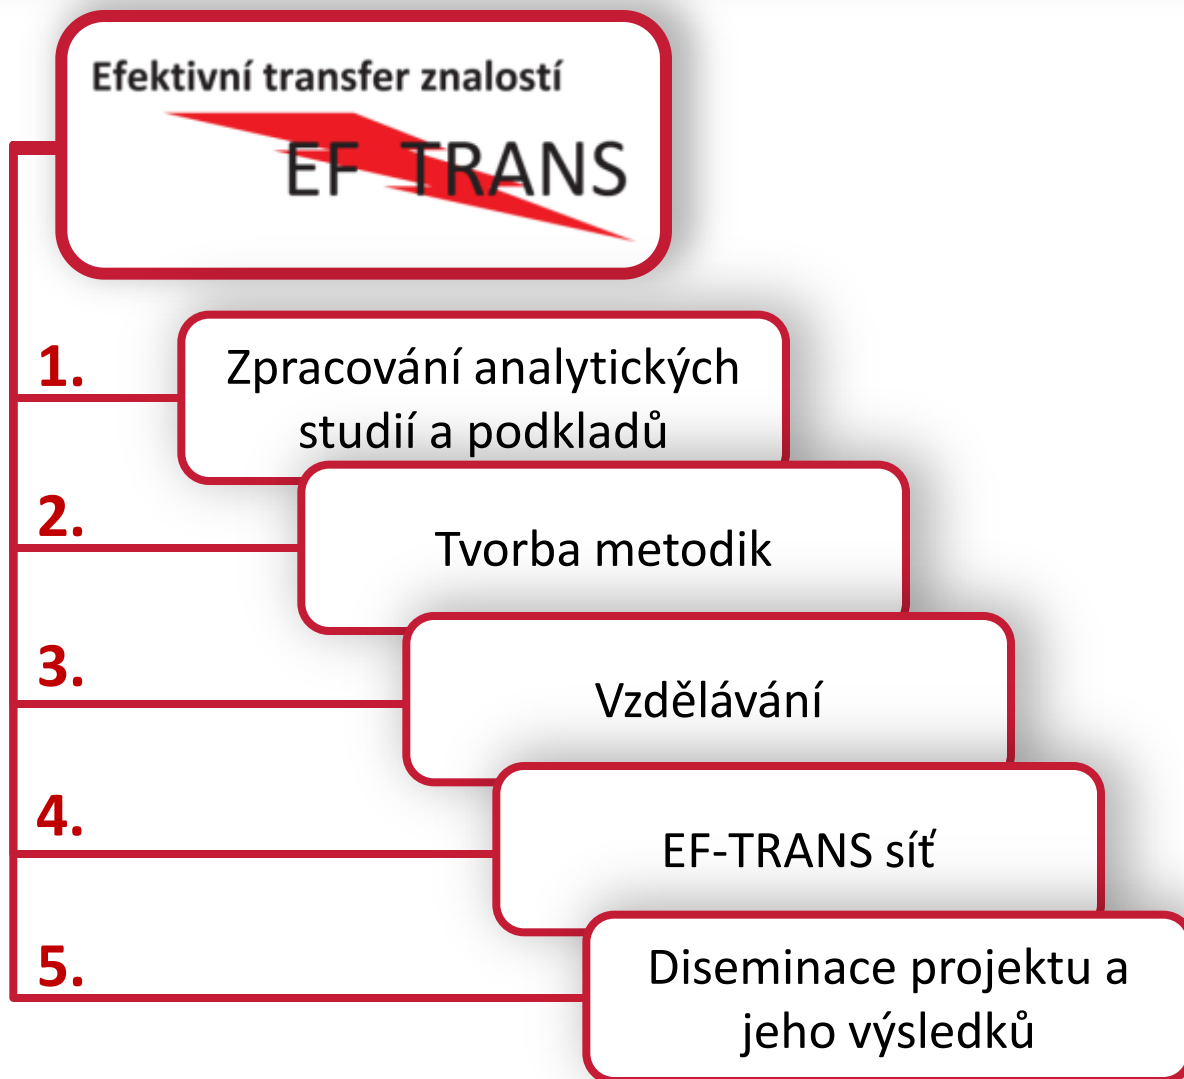 Efektivní transfer znalostí
EF TRANS
1.
Zpracování analytických
studií a podkladů
2.
Tvorba metodik
3.
Vzdělávání
4.
EF-TRANS síť
5.
Diseminace projektu a
jeho výsledků